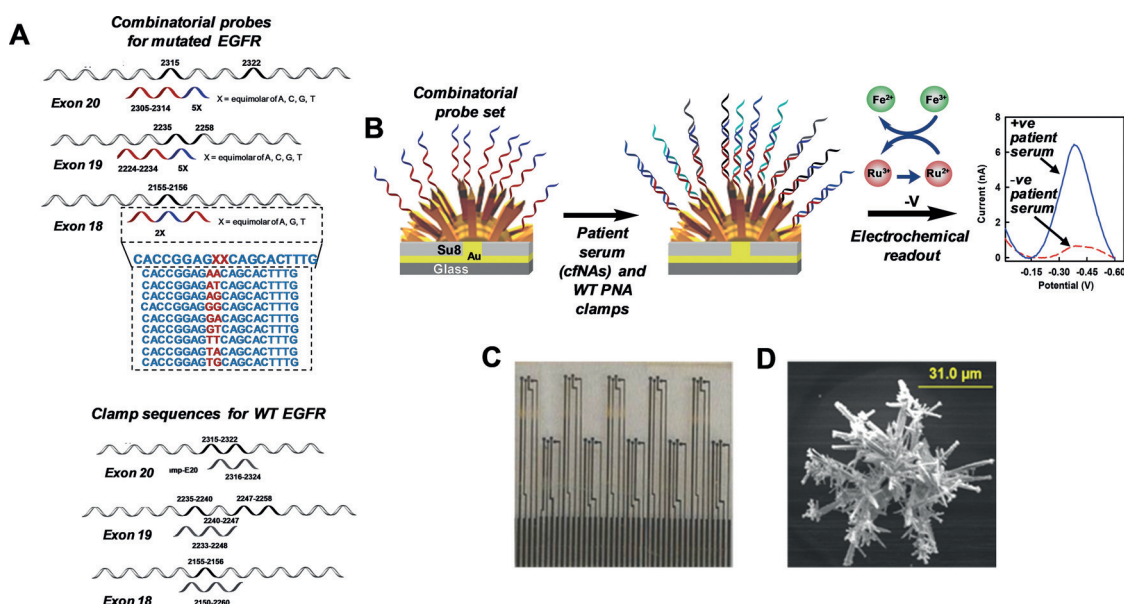 A
Combinatorial probes
for mutated EGFR
2315
2322
Exon 20
2305-2314
5X
X = equimolar of A, C, G, T
2235
2258
Exon 19
2224-2234
5X
X = equimolar of A, C, G, T
2155-2156
Exon 18
2X
X = equimolar of A, G, T
CACCGGAGXXCAGCACTTTG
CACCGGAGAACAGCACTTTG
CACCGGAGATCAGCACTTTG
CACCGGAGAGCAGCACTTTG
CACCGGAGGGCAGCACTTTG
CACCGGAGGACAGCACTTTG
CACCGGAGGTCAGCACTTTG
CACCGGAGTTCAGCACTTTG
CACCGGAGTACAGCACTTTG
CACCGGAGTGCAGCACTTTG
Clamp sequences for WT EGFR
2315-2322
Exon 20
ımp-E20
2316-2324
2235-2240
2247-2258
Exon 19
2240-2247
2233-2248
2155-2156
Exon 18
2150-2260
B
Combinatorial
probe set
Su8
Au
Glass
Patient
serum
(cfNAs) and
WT PNA
clamps
Fe2+
Fe3+
Ru3+
Ru2+
-V
Electrochemical
readout
+ve
patient
serum
-ve
patient
serum
Current (nA)
8
6
4
2
0
-0.15
-0.30
-0.45
-0.60
Potential (V)
C
D
31.0 µm